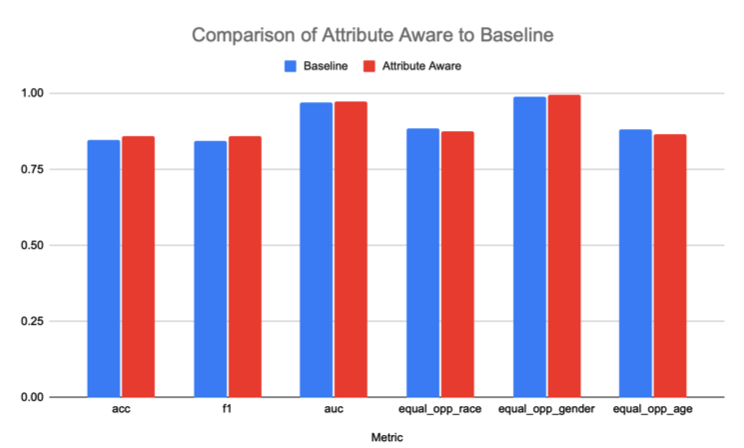 Comparison of Attribute Aware to Baseline
Baseline Attribute Aware
1.00
0.75
0.50
0.25
0.00
acc f1 auc equal_opp_race equal_opp_gender equal_opp_age
Metric